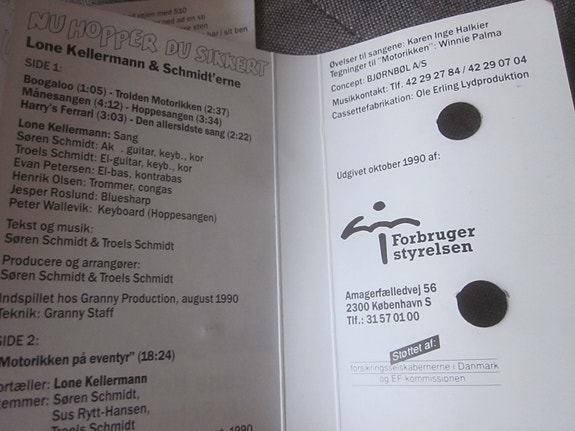 NU HOPPER DU SIKKERT
Lone Kellermann & Schmidt'erne
SIDE 1:
Boogaloo (1:05) - Trolden Motorikken (2:37)
Månesangen (4:12) - Hoppesangen (3:34)
Harry's Ferrari (3:03) - Den allersidste sang (2:22)
Lone Kellermann: Sang
Søren Schmidt: Ak. guitar, keyb., kor
Troels Schmidt: El-guitar, keyb., kor
Evan Petersen: El-bas, kontrabas
Henrik Olsen: Trommer, congas
Jesper Roslund: Bluesharp
Peter Wallevik: Keyboard (Hoppesangen)
Tekst og musik:
Søren Schmidt & Troels Schmidt
Producere og arrangører:
Søren Schmidt & Troels Schmidt
Indspillet hos Granny Production, august 1990
Teknik: Granny Staff
SIDE 2:
"Motorikken på eventyr" (18:24)
ortæller: Lone Kellermann
temmer: Søren Schmidt,
Sus Rytt-Hansen,
Troels Schmidt
1990
Øvelser til sangene: Karen Inge Halkier
Tegninger til "Motorikken": Winnie Palma
Concept: BJØRNBØL A/S
Musikkontakt: Tlf. 42 29 27 84 / 42 29 07 04
Cassettefabrikation: Ole Erling Lydproduktion
Udgivet oktober 1990 af:
Forbruger
styrelsen
Amagerfælledvej 56
2300 København S
Tlf.: 31 57 01 00
Støttet af:
forsikringsselskaberne i Danmark
og EF-kommissionen